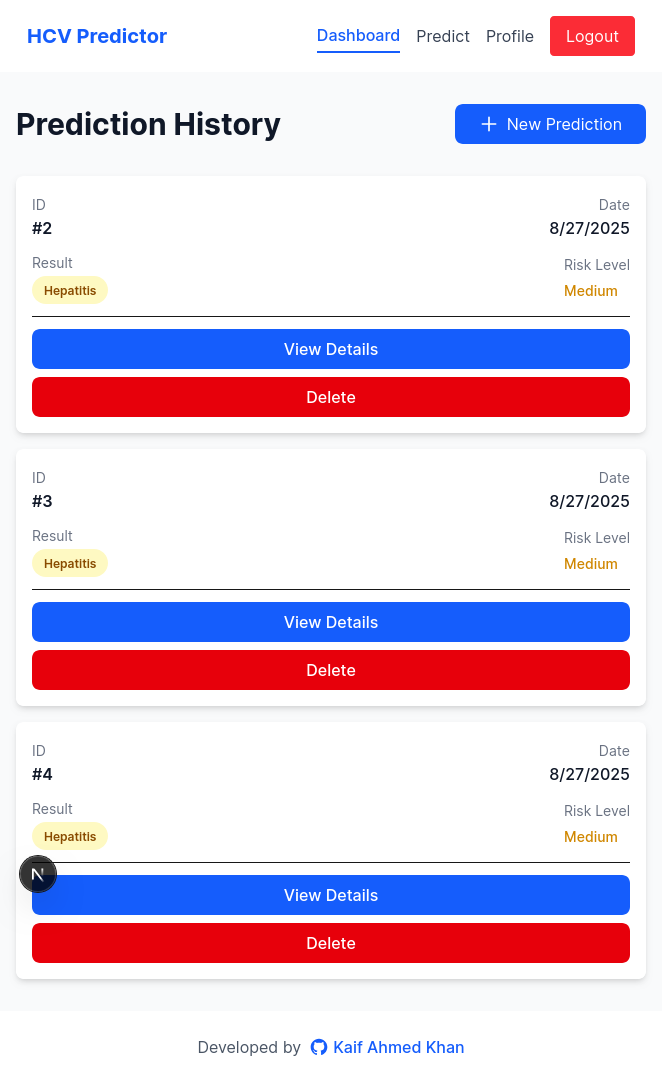 HCV Predictor
Dashboard Predict Profile Logout
Prediction History
New Prediction
ID Date
#2 8/27/2025
Result Risk Level
Hepatitis Medium
View Details
Delete
ID Date
#3 8/27/2025
Result Risk Level
Hepatitis Medium
View Details
Delete
ID Date
#4 8/27/2025
Result Risk Level
Hepatitis Medium
N
View Details
Delete
Developed by Kaif Ahmed Khan